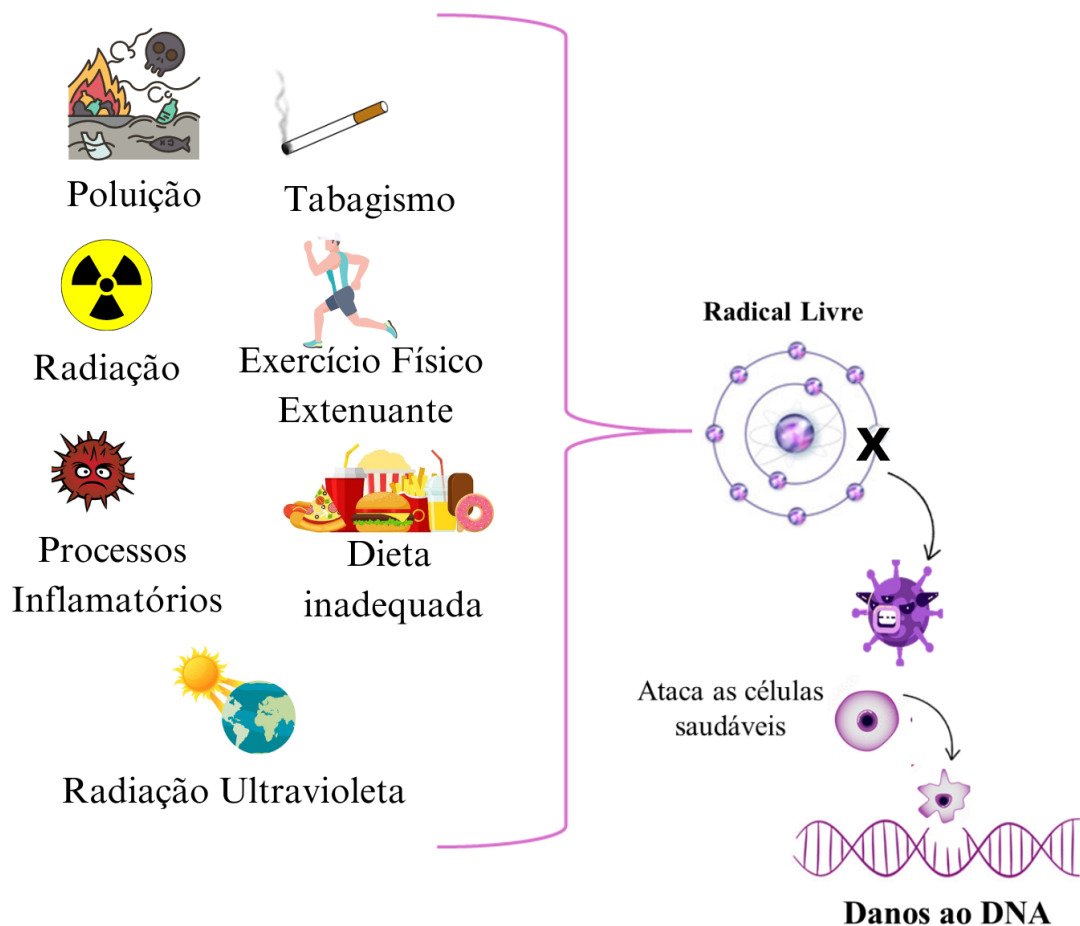 Poluição
Tabagismo
Radiação
Exercício Físico
Extenuante
Processos
Inflamatórios
Dieta
inadequada
Radiação Ultravioleta
Radical Livre
X
Ataca as células
saudáveis
Danos ao DNA